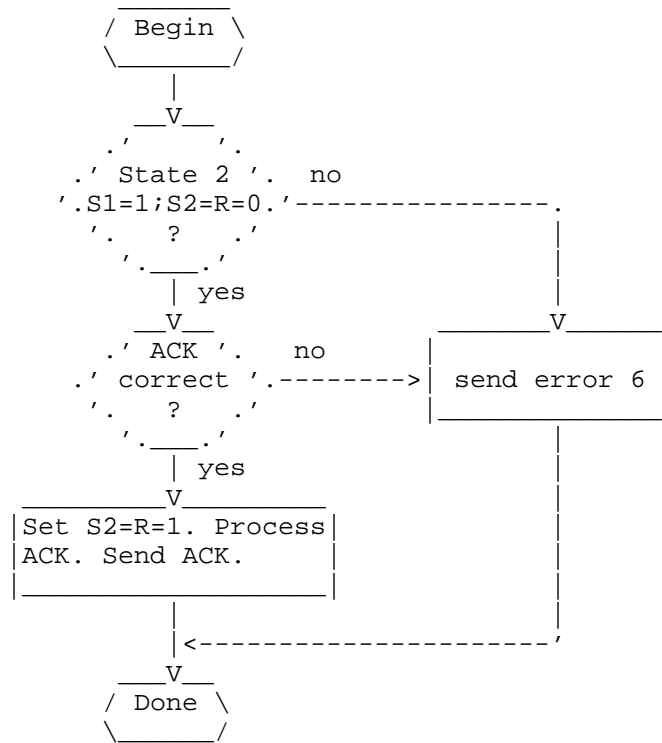 Begin
State 2
no
S1=1;S2=R=0.
?
yes
ACK
no
correct
send error 6
?
yes
Set S2=R=1. Process
ACK. Send ACK.
Done